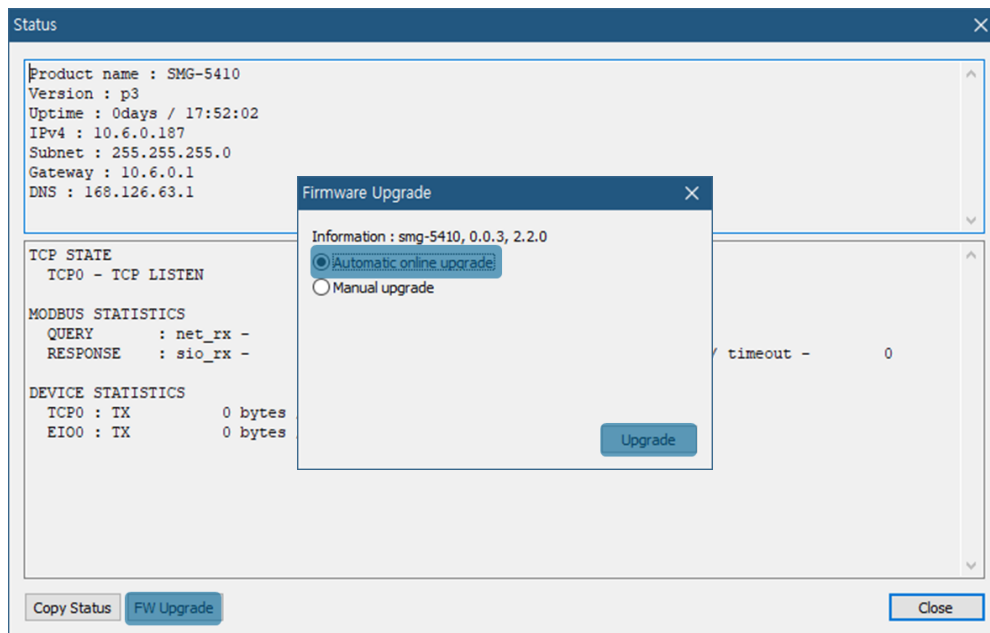 Status
Product name : SMG-5410
Version : p3
Uptime : 0days / 17:52:02
IPv4 : 10.6.0.187
Subnet : 255.255.255.0
Gateway : 10.6.0.1
DNS : 168.126.63.1
Firmware Upgrade
Information : smg-5410, 0.0.3, 2.2.0
Automatic online upgrade
Manual upgrade
Upgrade
TCP STATE
TCP0 - TCP LISTEN
MODBUS STATISTICS
QUERY : net_rx -
RESPONSE : sio_rx - / timeout - 0
DEVICE STATISTICS
TCP0 : TX 0 bytes
EIO0 : TX 0 bytes
Copy Status FW Upgrade Close